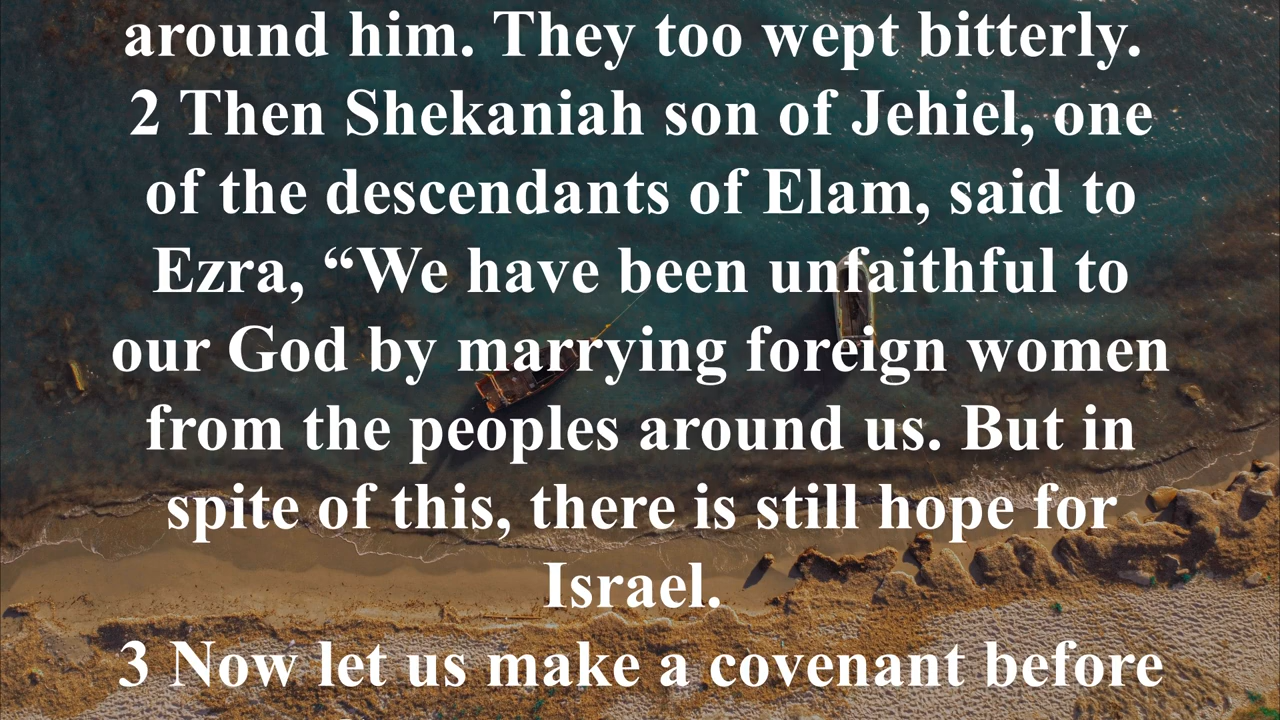 around him. They too wept bitterly.
2 Then Shekaniah son of Jehiel, one
of the descendants of Elam, said to
Ezra, “We have been unfaithful to
our God by marrying foreign women
from the peoples around us. But in
spite of this, there is still hope for
Israel.
3 Now let us make a covenant before